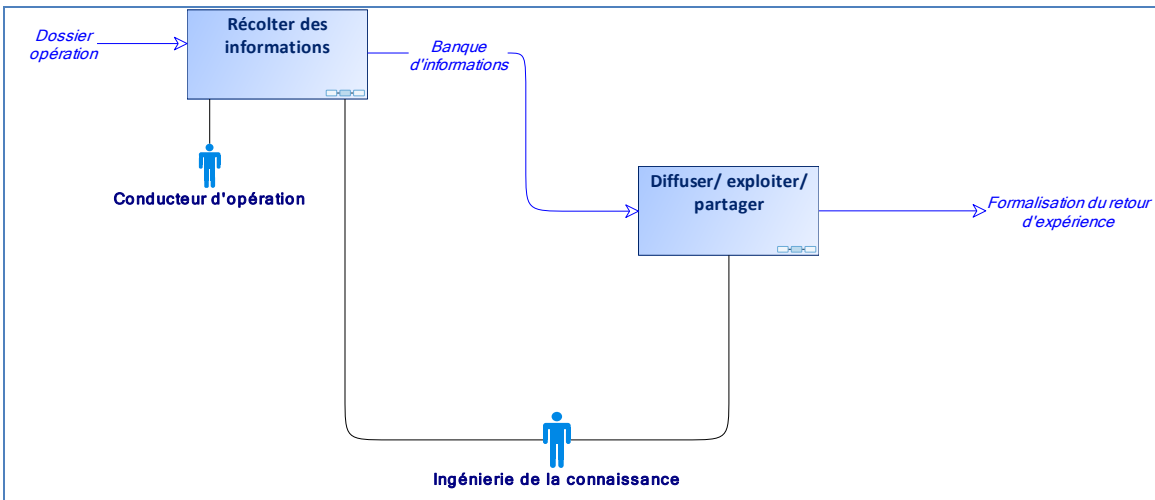 Dossier
opération
Récolter des
informations
Banque
d'informations
Conducteur d'opération
Diffuser/ exploiter/
partager
Formalisation du retour
d'expérience
Ingénierie de la connaissance